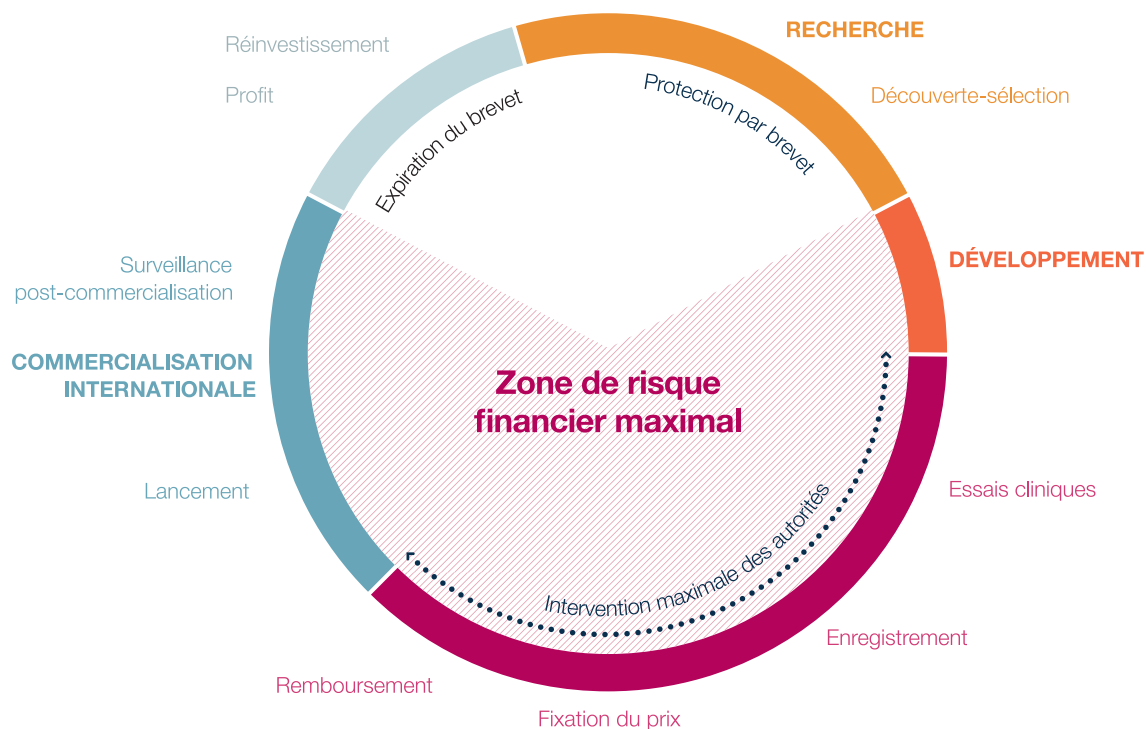 RECHERCHE
Réinvestissement
Profit
Découverte-sélection
Protection par brevet
Expiration du brevet
DÉVELOPPEMENT
Surveillance
post-commercialisation
COMMERCIALISATION
INTERNATIONALE
Zone de risque
financier maximal
Lancement
Essais cliniques
Intervention maximale des autorités
Enregistrement
Remboursement
Fixation du prix